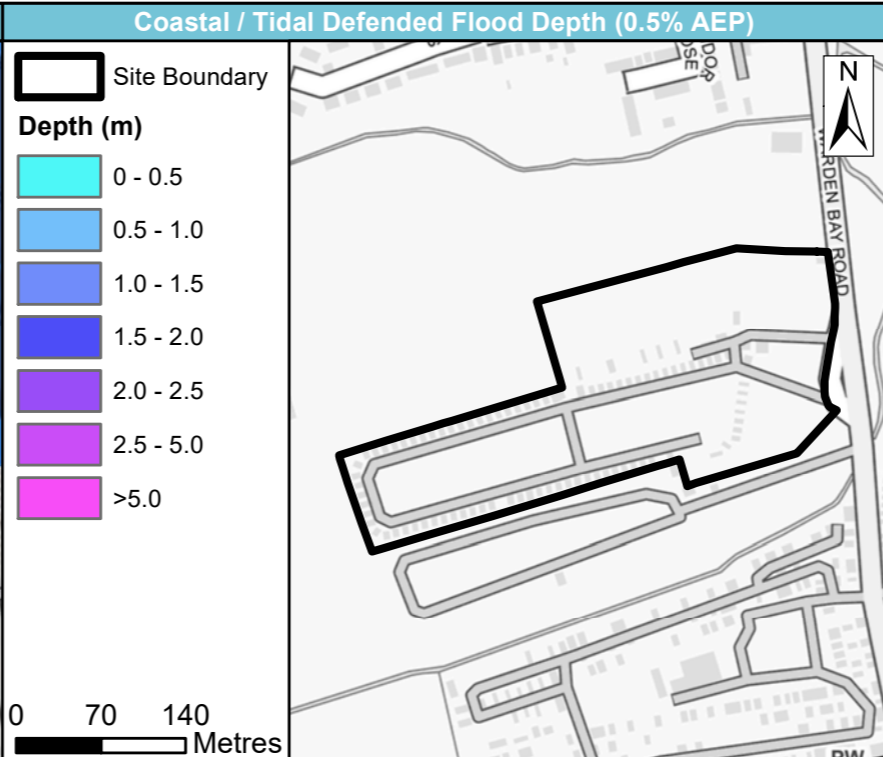 Coastal / Tidal Defended Flood Depth (0.5% AEP)
Site Boundary
Depth (m)
0 - 0.5
0.5 - 1.0
1.0 - 1.5
1.5 - 2.0
2.0 - 2.5
2.5 - 5.0
>5.0
0 70 140
Metres
N
BAY ROAD
PW